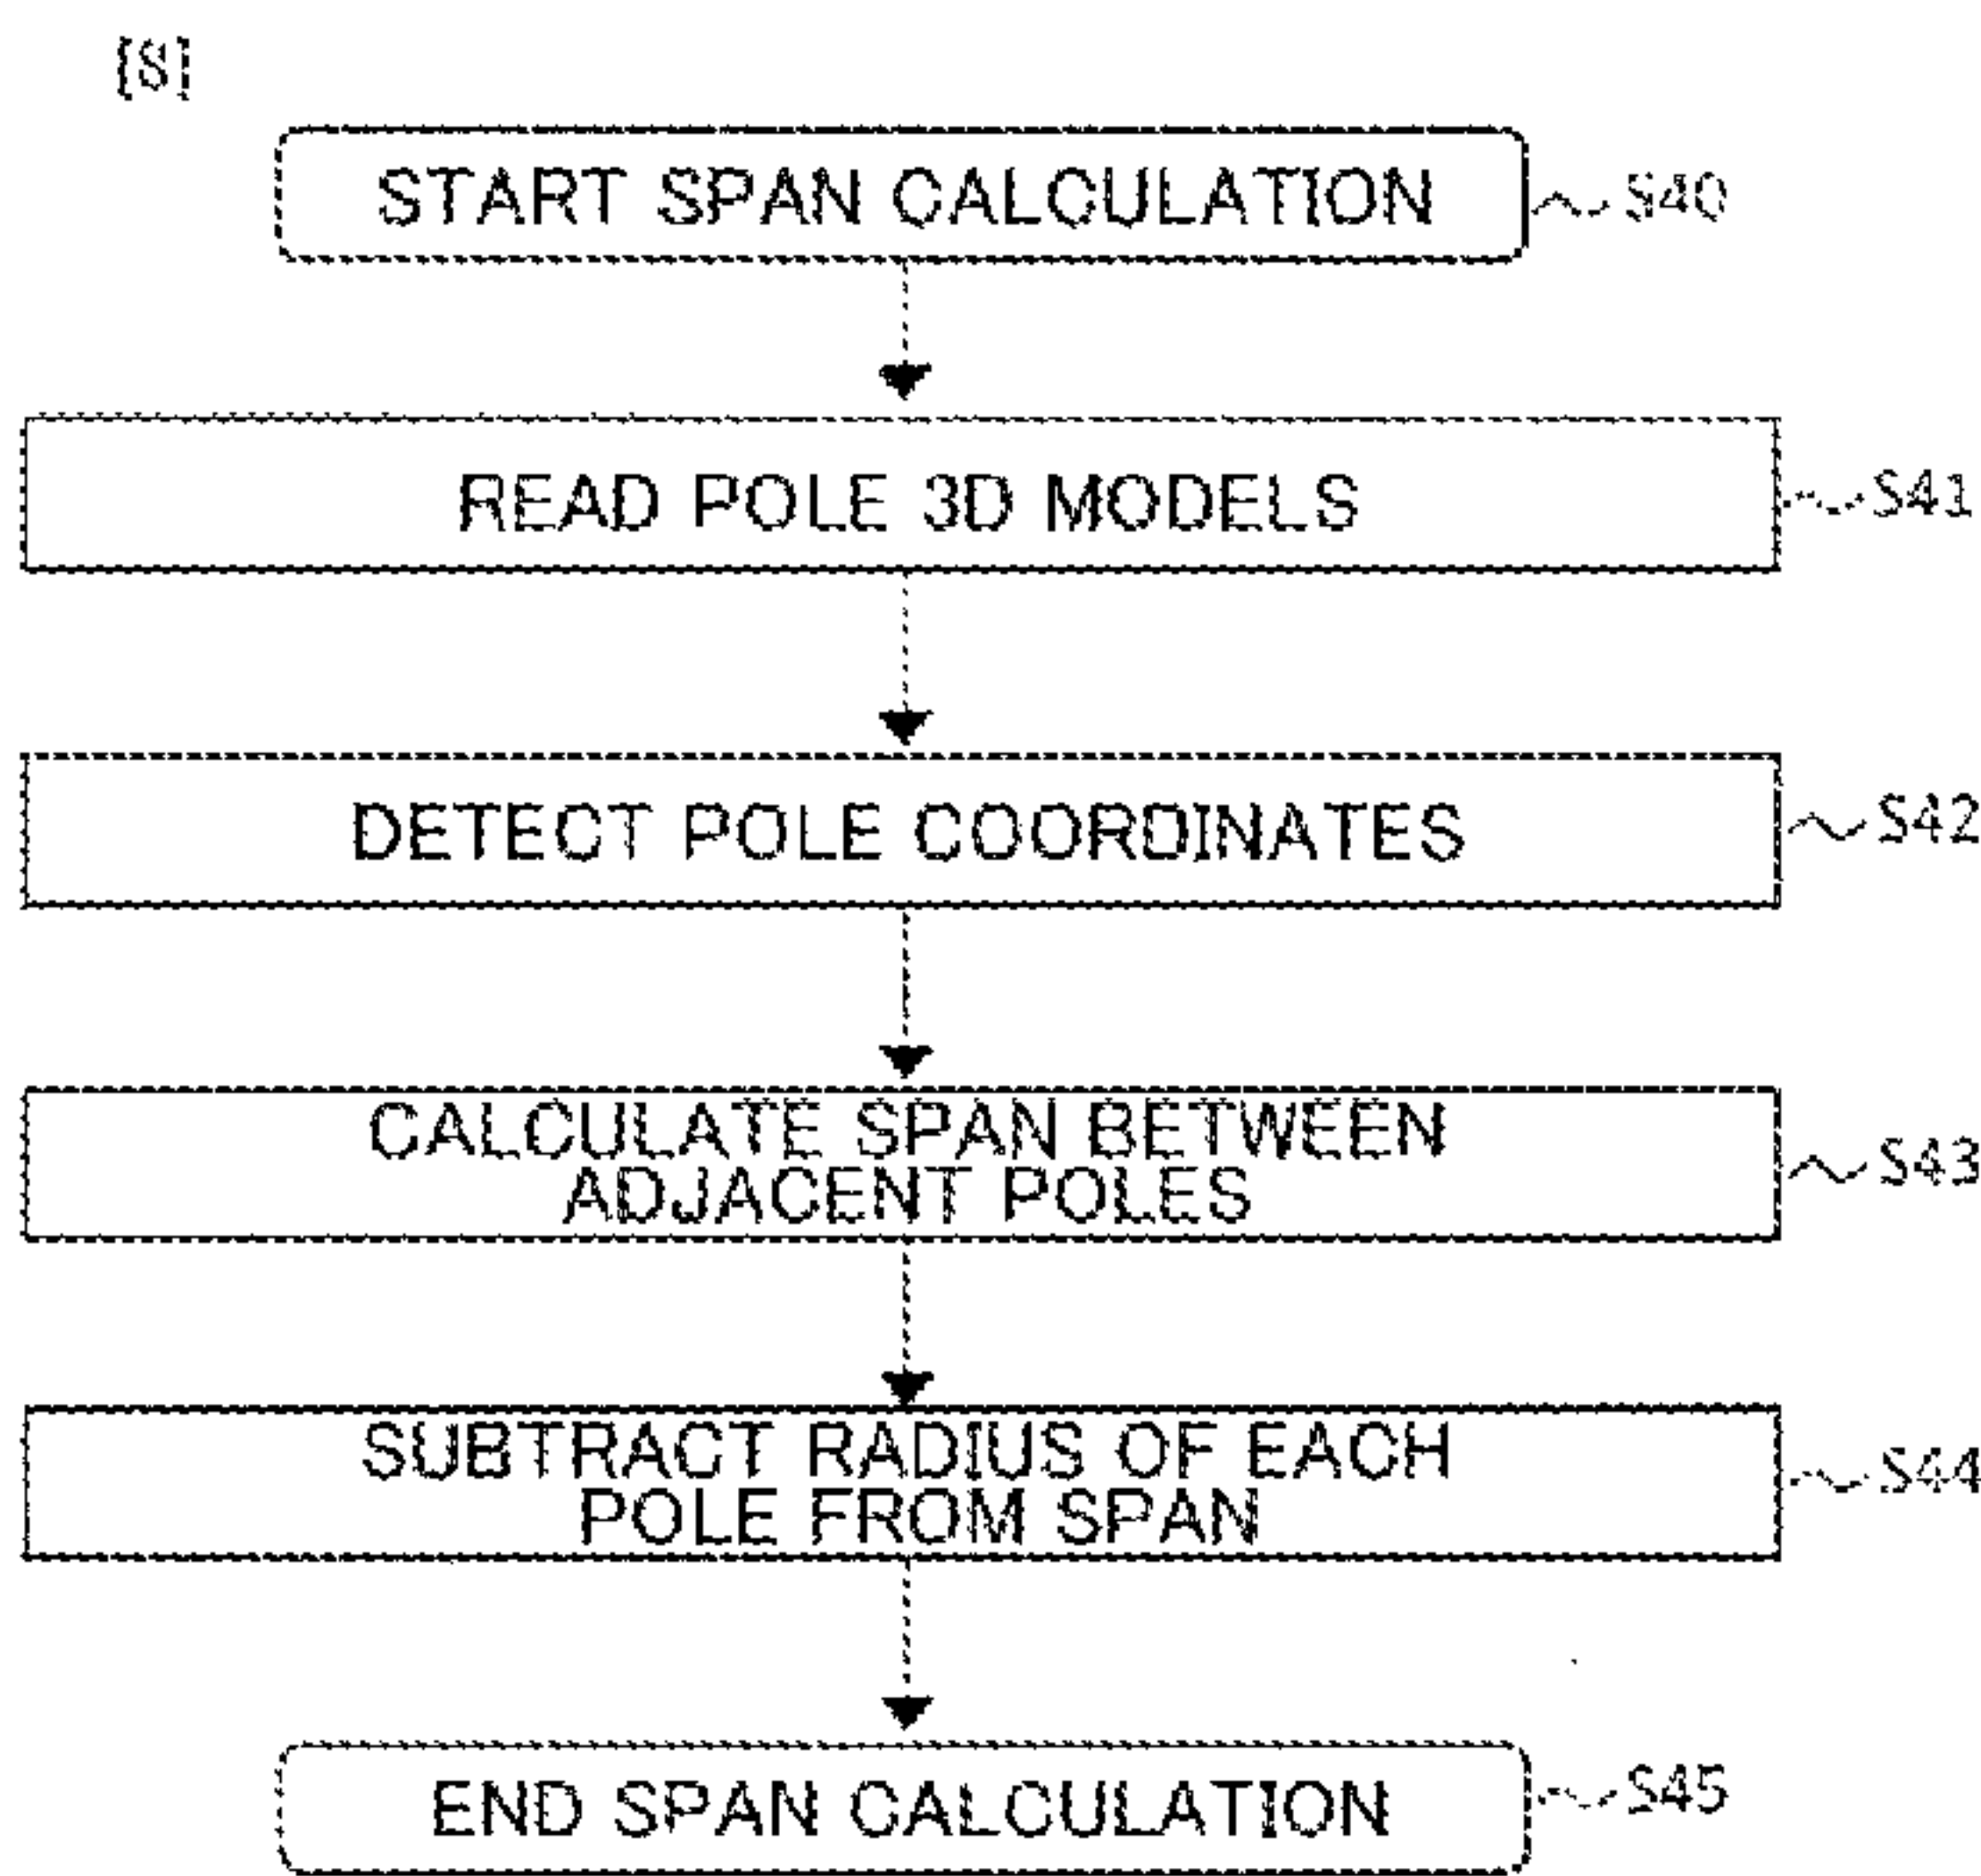 [8]
START SPAN CALCULATION
S40
READ POLE 3D MODELS
S41
DETECT POLE COORDINATES
S42
CALCULATE SPAN BETWEEN
ADJACENT POLES
S43
SUBTRACT RADIUS OF EACH
POLE FROM SPAN
S44
END SPAN CALCULATION
S45